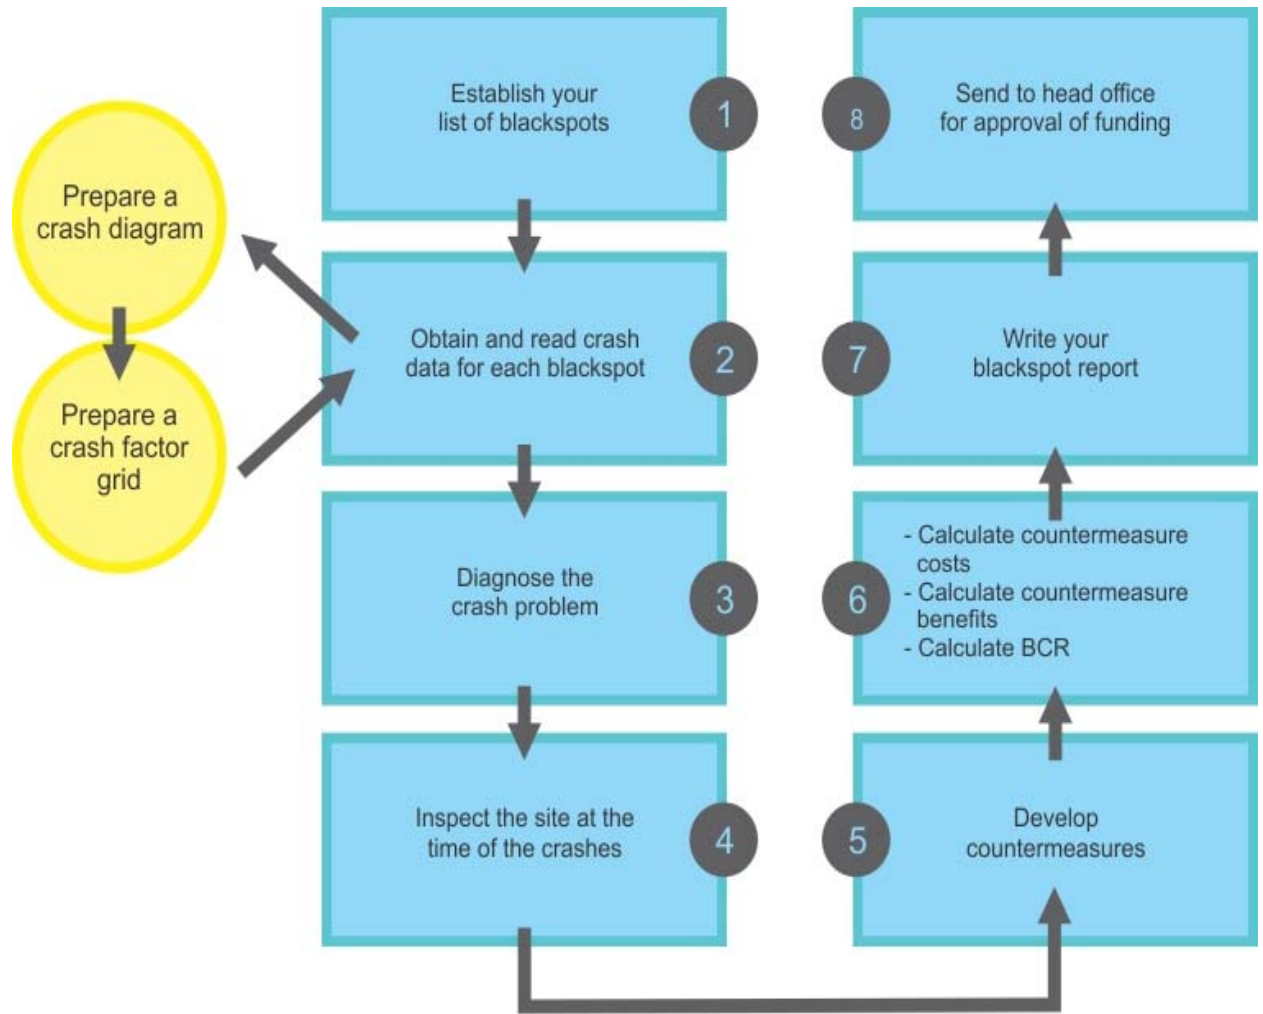 Establish your
list of blackspots
1
Prepare a
crash diagram
Prepare a
crash factor
grid
Obtain and read crash
data for each blackspot
2
Diagnose the
crash problem
3
Inspect the site at the
time of the crashes
4
Develop
countermeasures
5
- Calculate countermeasure
costs
- Calculate countermeasure
benefits
- Calculate BCR
6
Write your
blackspot report
7
Send to head office
for approval of funding
8